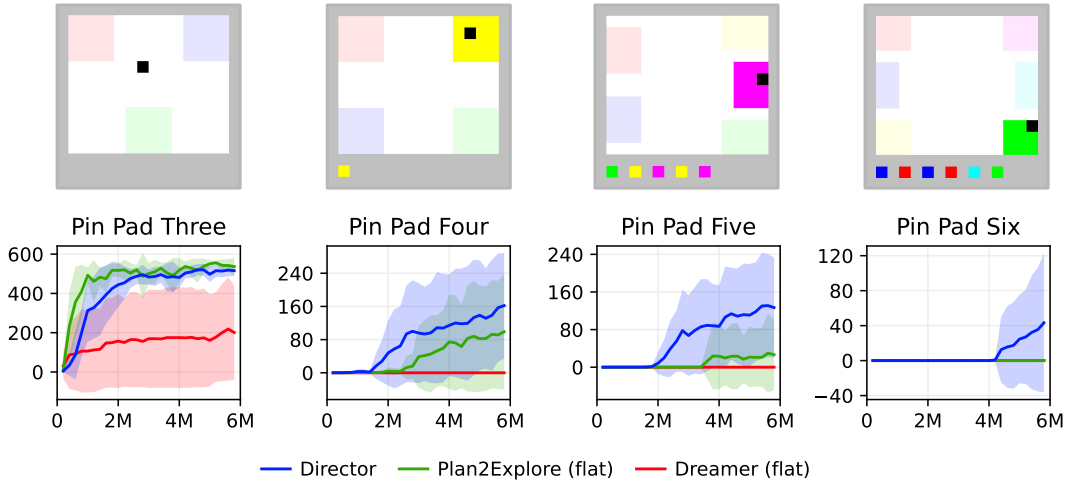 Pin Pad Three
600
400
200
0
0
2M
4M
6M
Pin Pad Four
240
160
80
0
0
2M
4M
6M
Pin Pad Five
240
160
80
0
0
2M
4M
6M
Pin Pad Six
120
80
40
0
−40
0
2M
4M
6M
Director
Plan2Explore (flat)
Dreamer (flat)